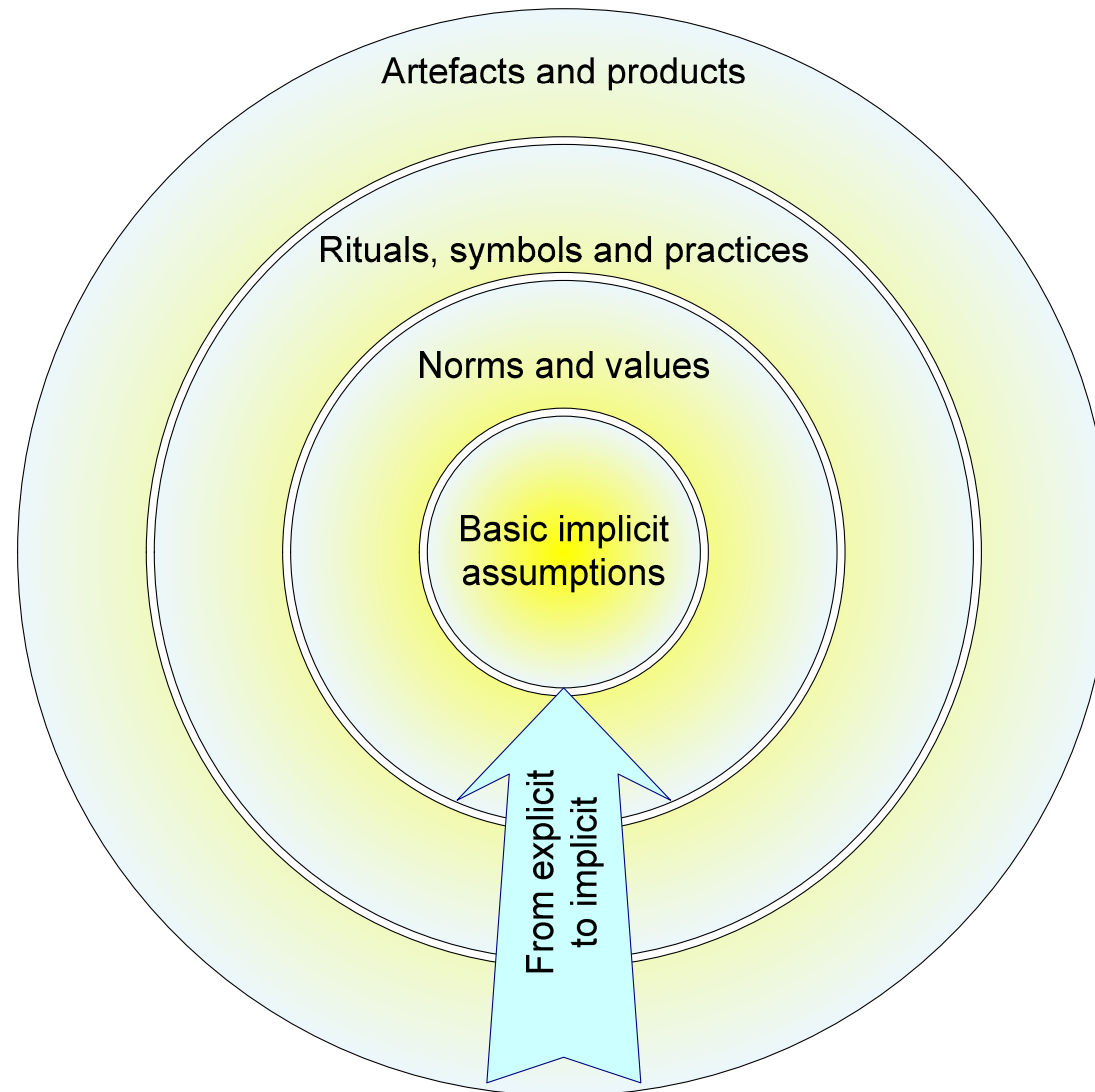 Artefacts and products
Rituals, symbols and practices
Norms and values
Basic implicit
assumptions
From explicit
to implicit